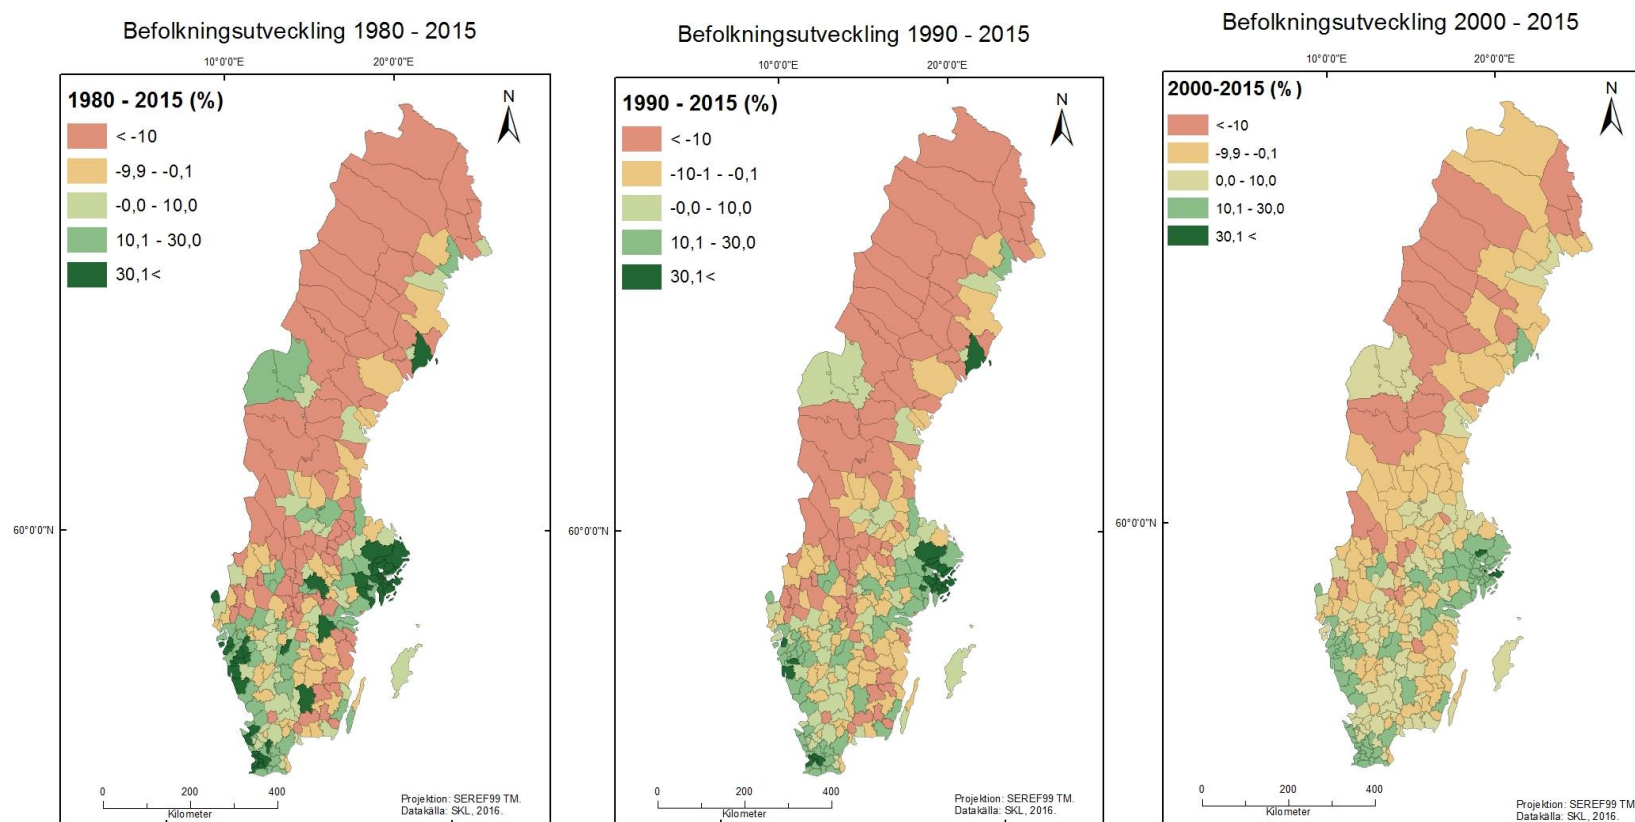 Befolkningsutveckling 1980 - 2015
10°0'0"E
20°0'0"E
1980 - 2015 (%)
< -10
-9,9 - -0,1
-0,0 - 10,0
10,1 - 30,0
30,1<
N
60°0'0"N
0
200
400
Kilometer
Projektion: SEREF99 TM.
Datakälla: SKL, 2016.
Befolkningsutveckling 1990 - 2015
10°0'0"E
20°0'0"E
1990 - 2015 (%)
< -10
-10-1 - -0,1
-0,0 - 10,0
10,1 - 30,0
30,1<
N
60°0'0"N
0
200
400
Kilometer
Projektion: SEREF99 TM.
Datakälla: SKL, 2016.
Befolkningsutveckling 2000 - 2015
10°0'0"E
20°0'0"E
2000-2015 (%)
< -10
-9,9 - -0,1
0,0 - 10,0
10,1 - 30,0
30,1 <
N
60°0'0"N
0
200
400
Kilometer
Projektion: SEREF99 TM
Datakälla: SKL, 2016.